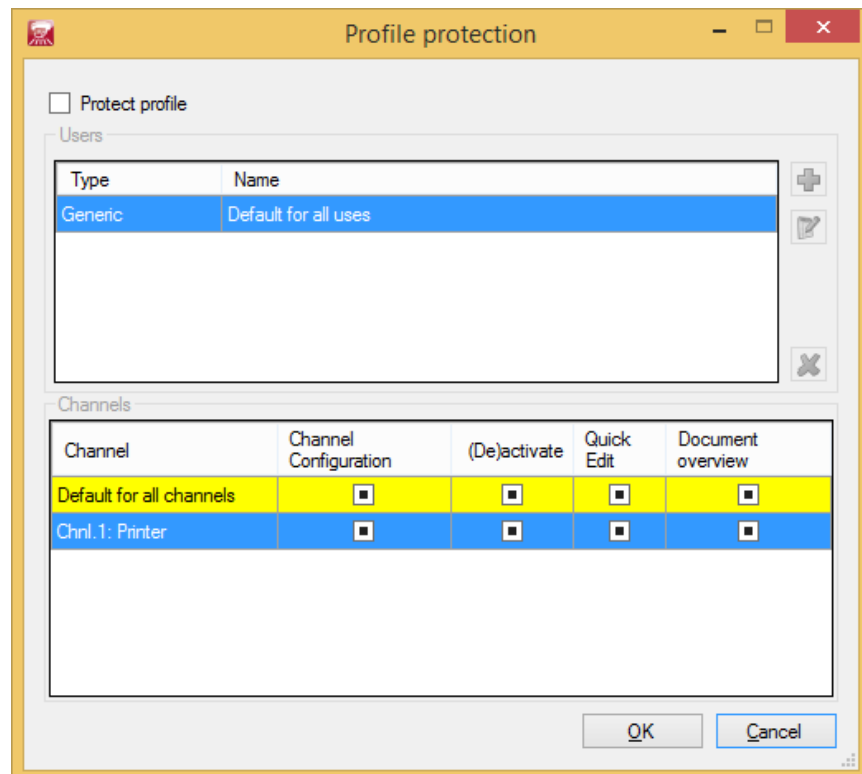 Profile protection
Protect profile
Users
Type Name
Generic Default for all uses
Channels
Channel Channel Configuration (De)activate Quick Edit Document overview
Default for all channels
Chnl.1: Printer
OK Cancel